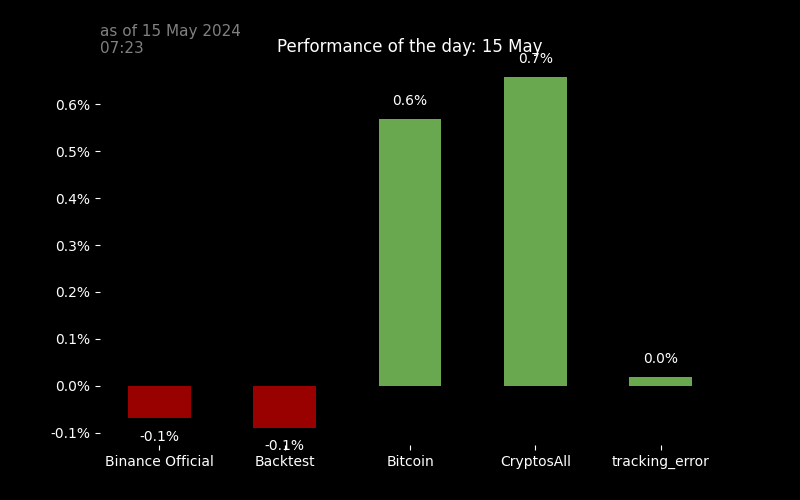 as of 15 May 2024
07:23
Performance of the day: 15 May
0.7%
0.6%
0.6%
0.5%
0.4%
0.3%
0.2%
0.1%
0.0%
0.0%
-0.1%
-0.1%
-0.1%
Binance Official
Backtest
Bitcoin
CryptosAll
tracking_error